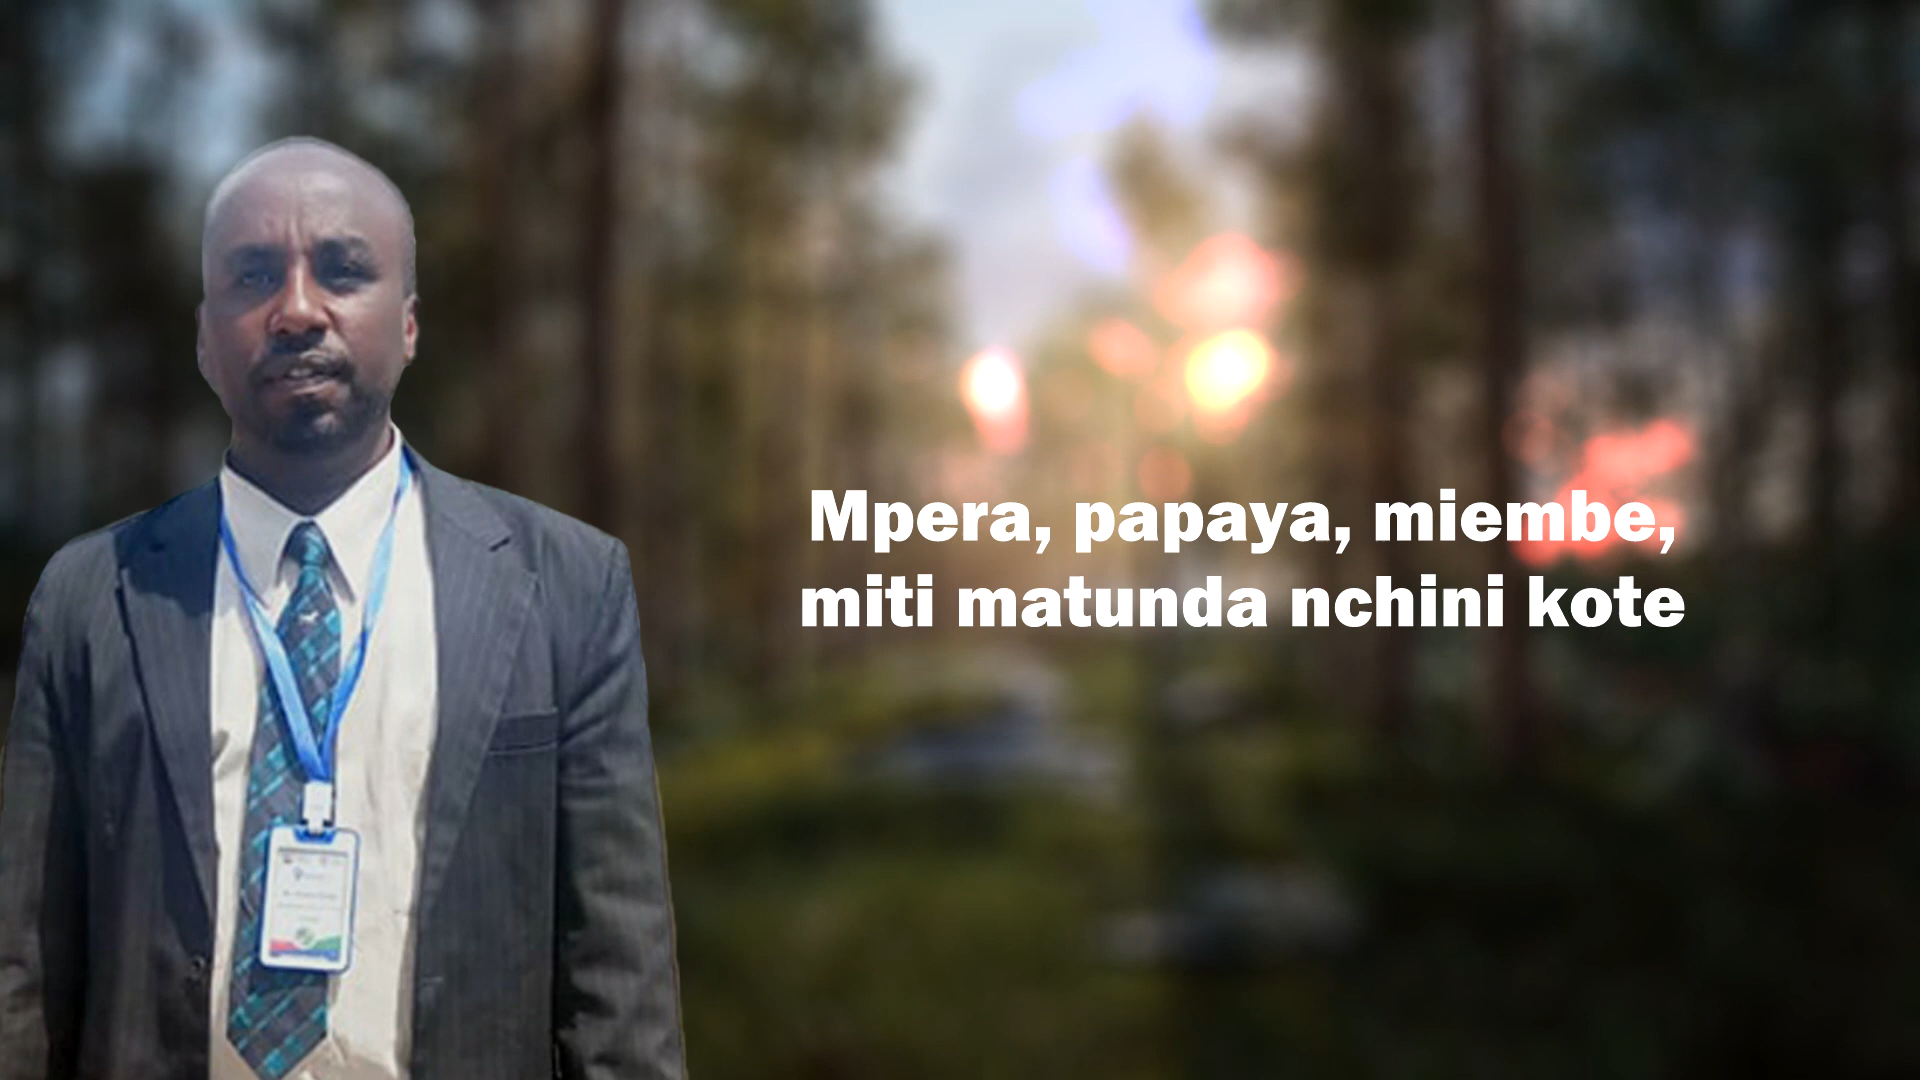 Mpera, papaya, miembe,
miti matunda nchini kote